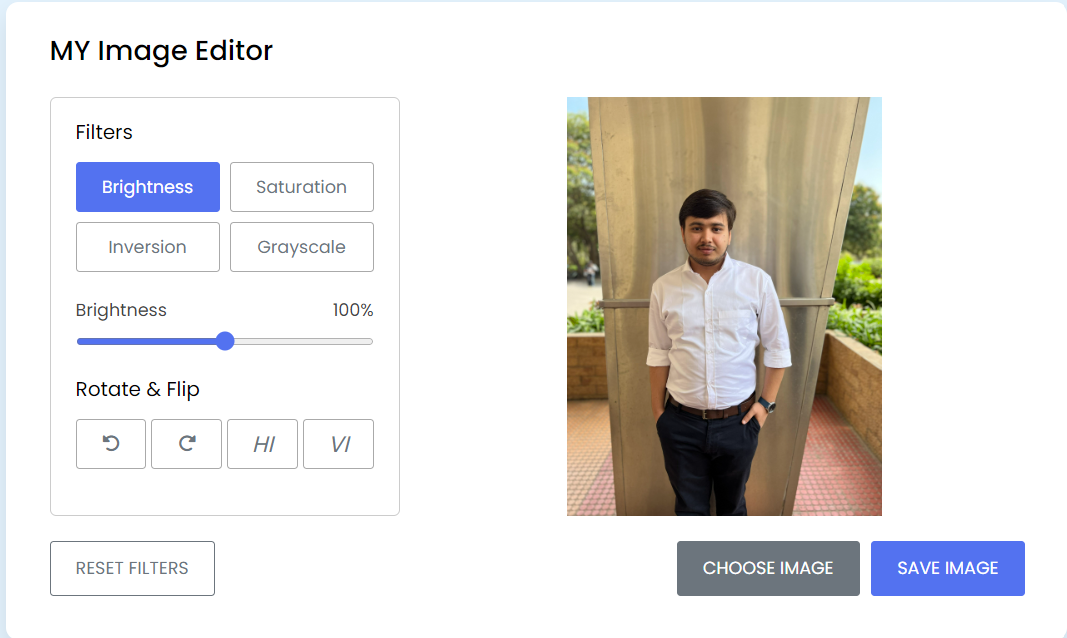 MY Image Editor
Filters
Brightness Saturation
Inversion Grayscale
Brightness 100%
Rotate & Flip
HI VI
RESET FILTERS CHOOSE IMAGE SAVE IMAGE